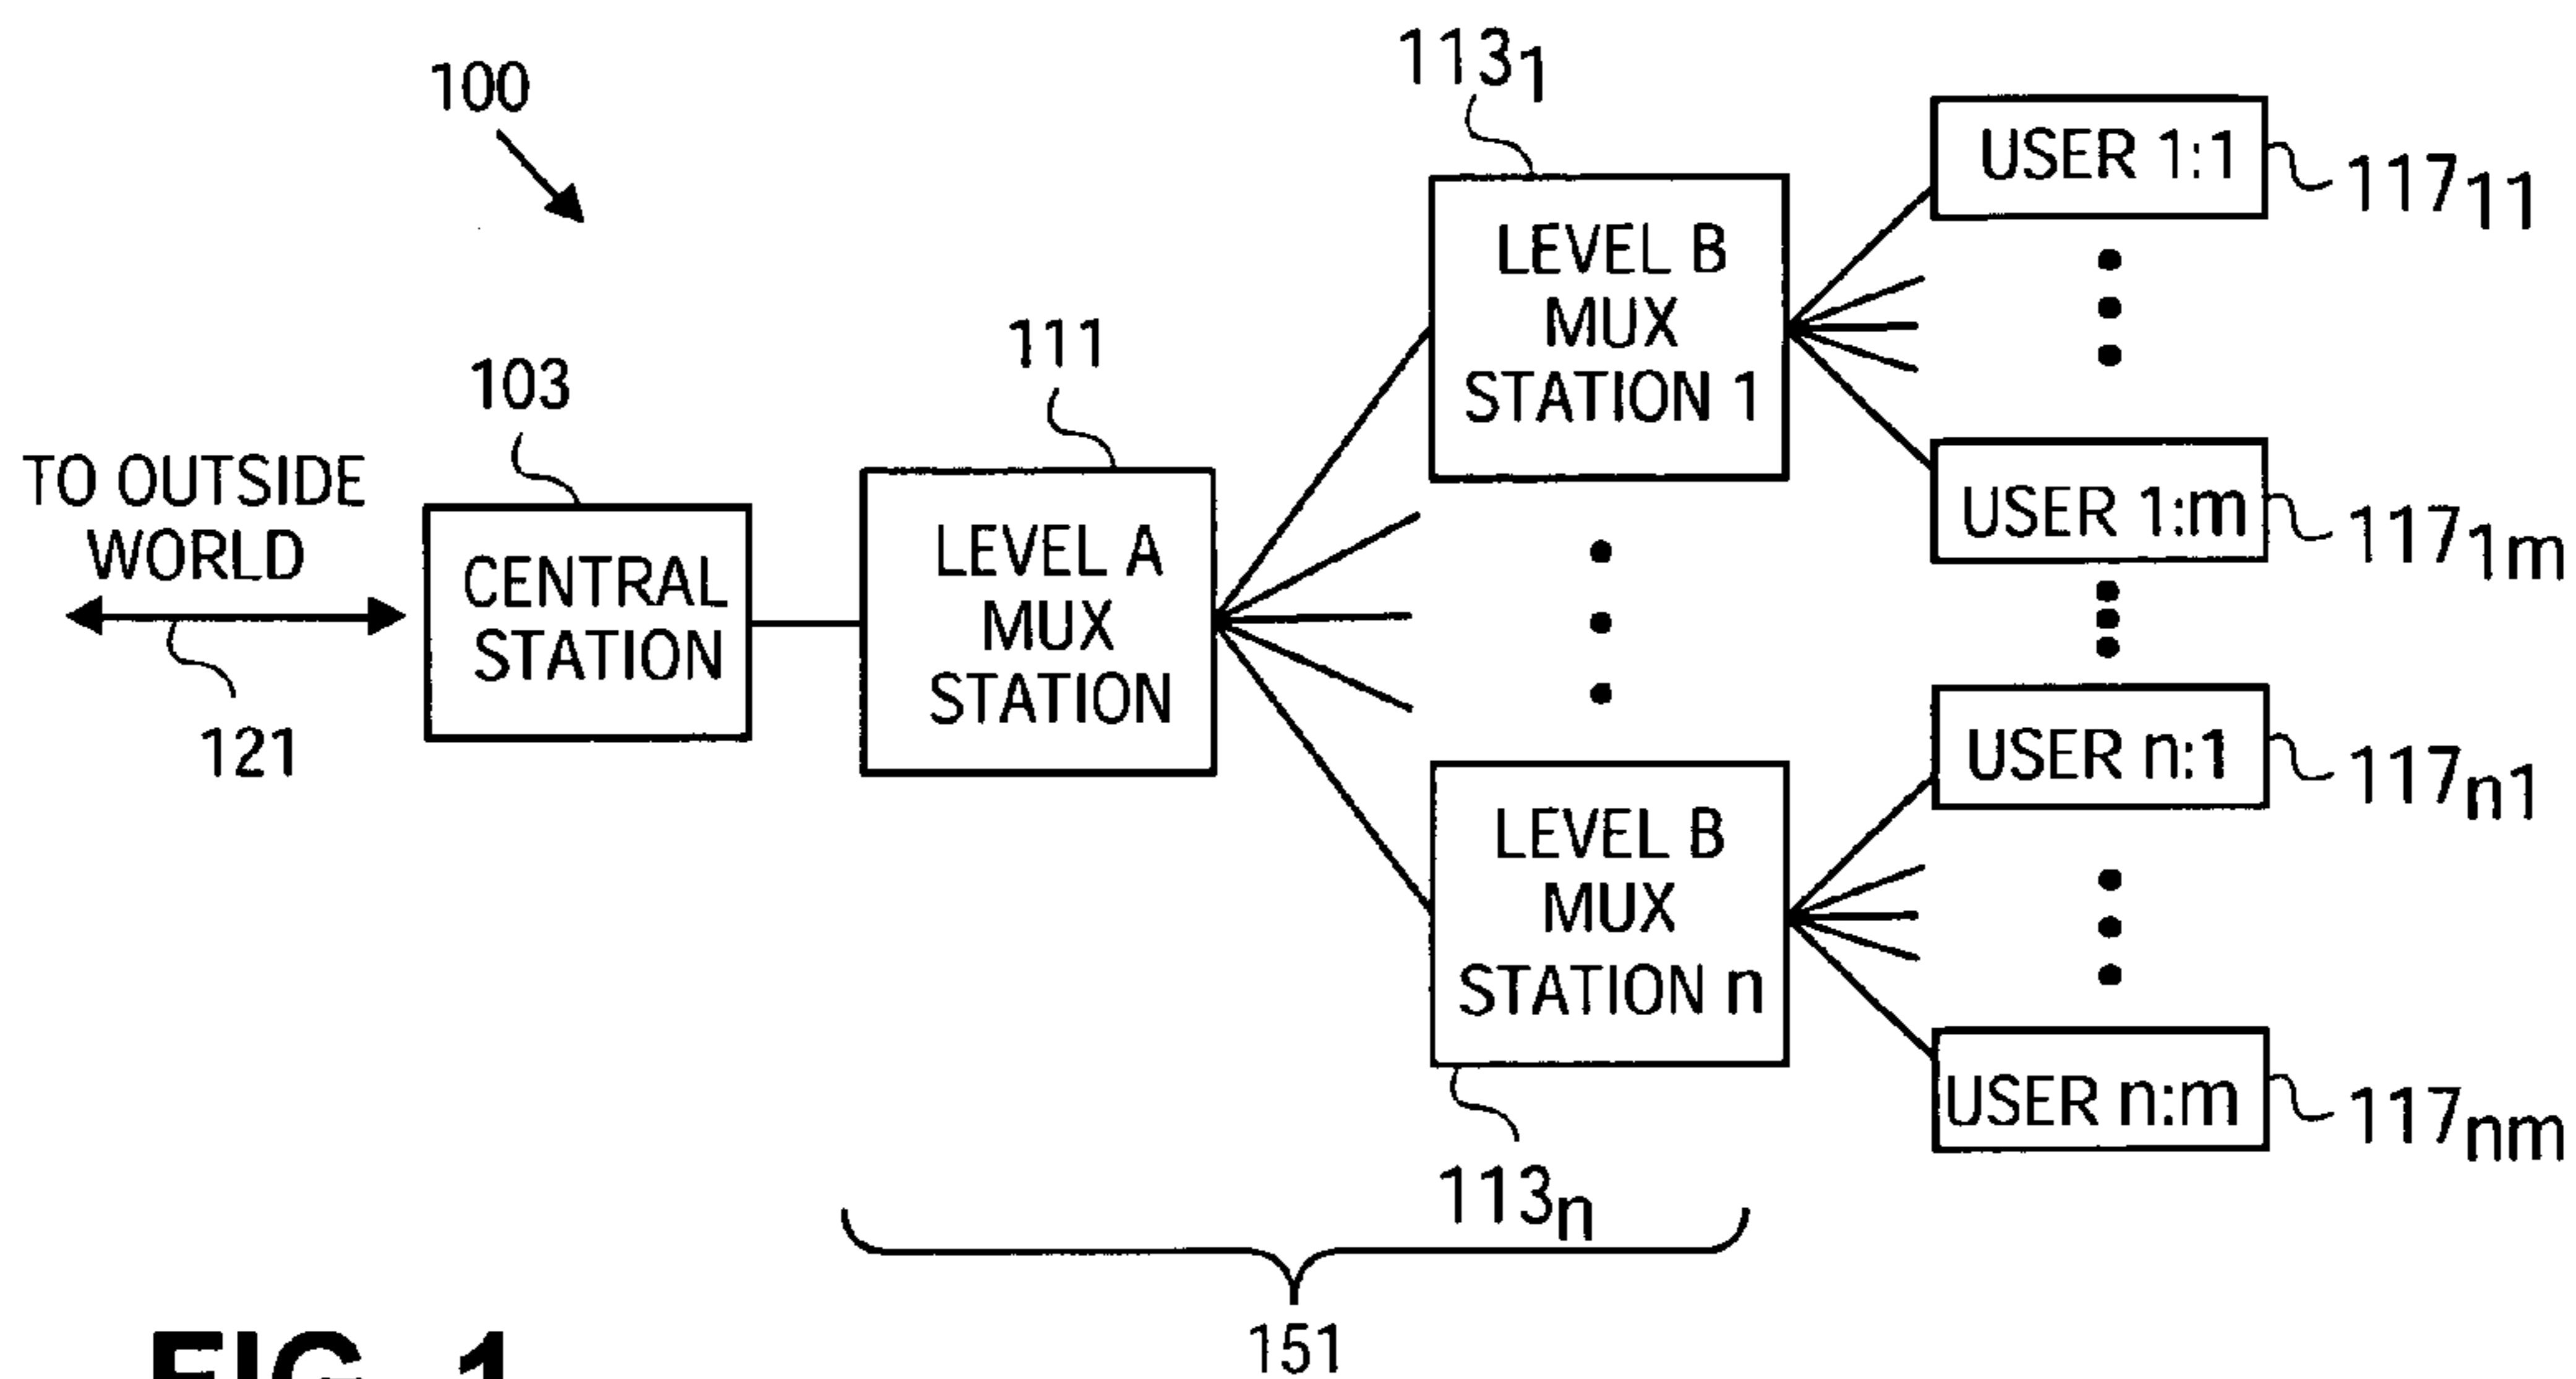 100
TO OUTSIDE
WORLD
121
103
CENTRAL
STATION
111
LEVEL A
MUX
STATION
113₁
LEVEL B
MUX
STATION 1
113ₙ
LEVEL B
MUX
STATION n
USER 1:1
117₁₁
USER 1:m
117₁ₘ
USER n:1
117ₙ₁
USER n:m
117ₙₘ
151
FIG. 1